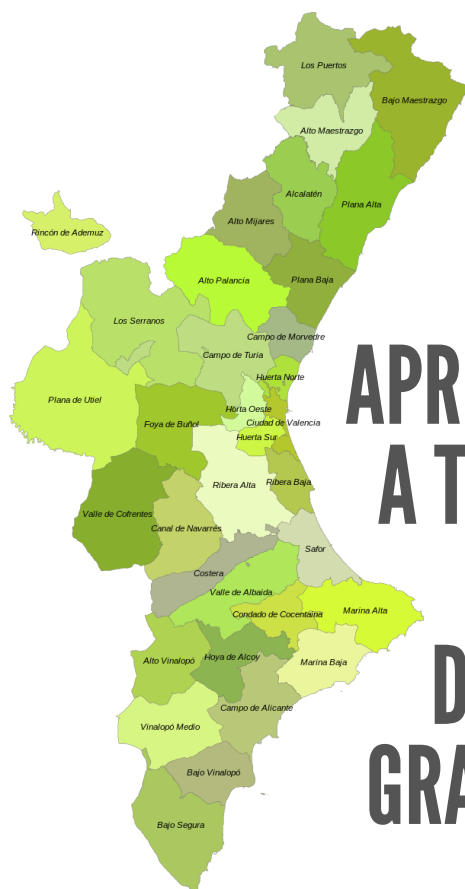 Los Puertos
Bajo Maestrazgo
Alto Maestrazgo
Alcalatén
Plana Alta
Alto Mijares
Rincón de Ademuz
Alto Palancia
Plana Baja
Los Serranos
Campo de Morvedre
Campo de Turia
Huerta Norte
Plana de Utiel
Horta Oeste
Foya de Buñol
Ciudad de Valencia
Huerta Sur
Ribera Alta
Ribera Baja
Valle de Cofrentes
Canal de Navarrés
Safor
Costera
Valle de Albaida
Condado de Cocentaina
Marina Alta
Alto Vinalopó
Hoya de Alcoy
Marina Baja
Campo de Alicante
Vinalopó Medio
Bajo Vinalopó
Bajo Segura
APR
A T
D
GRA